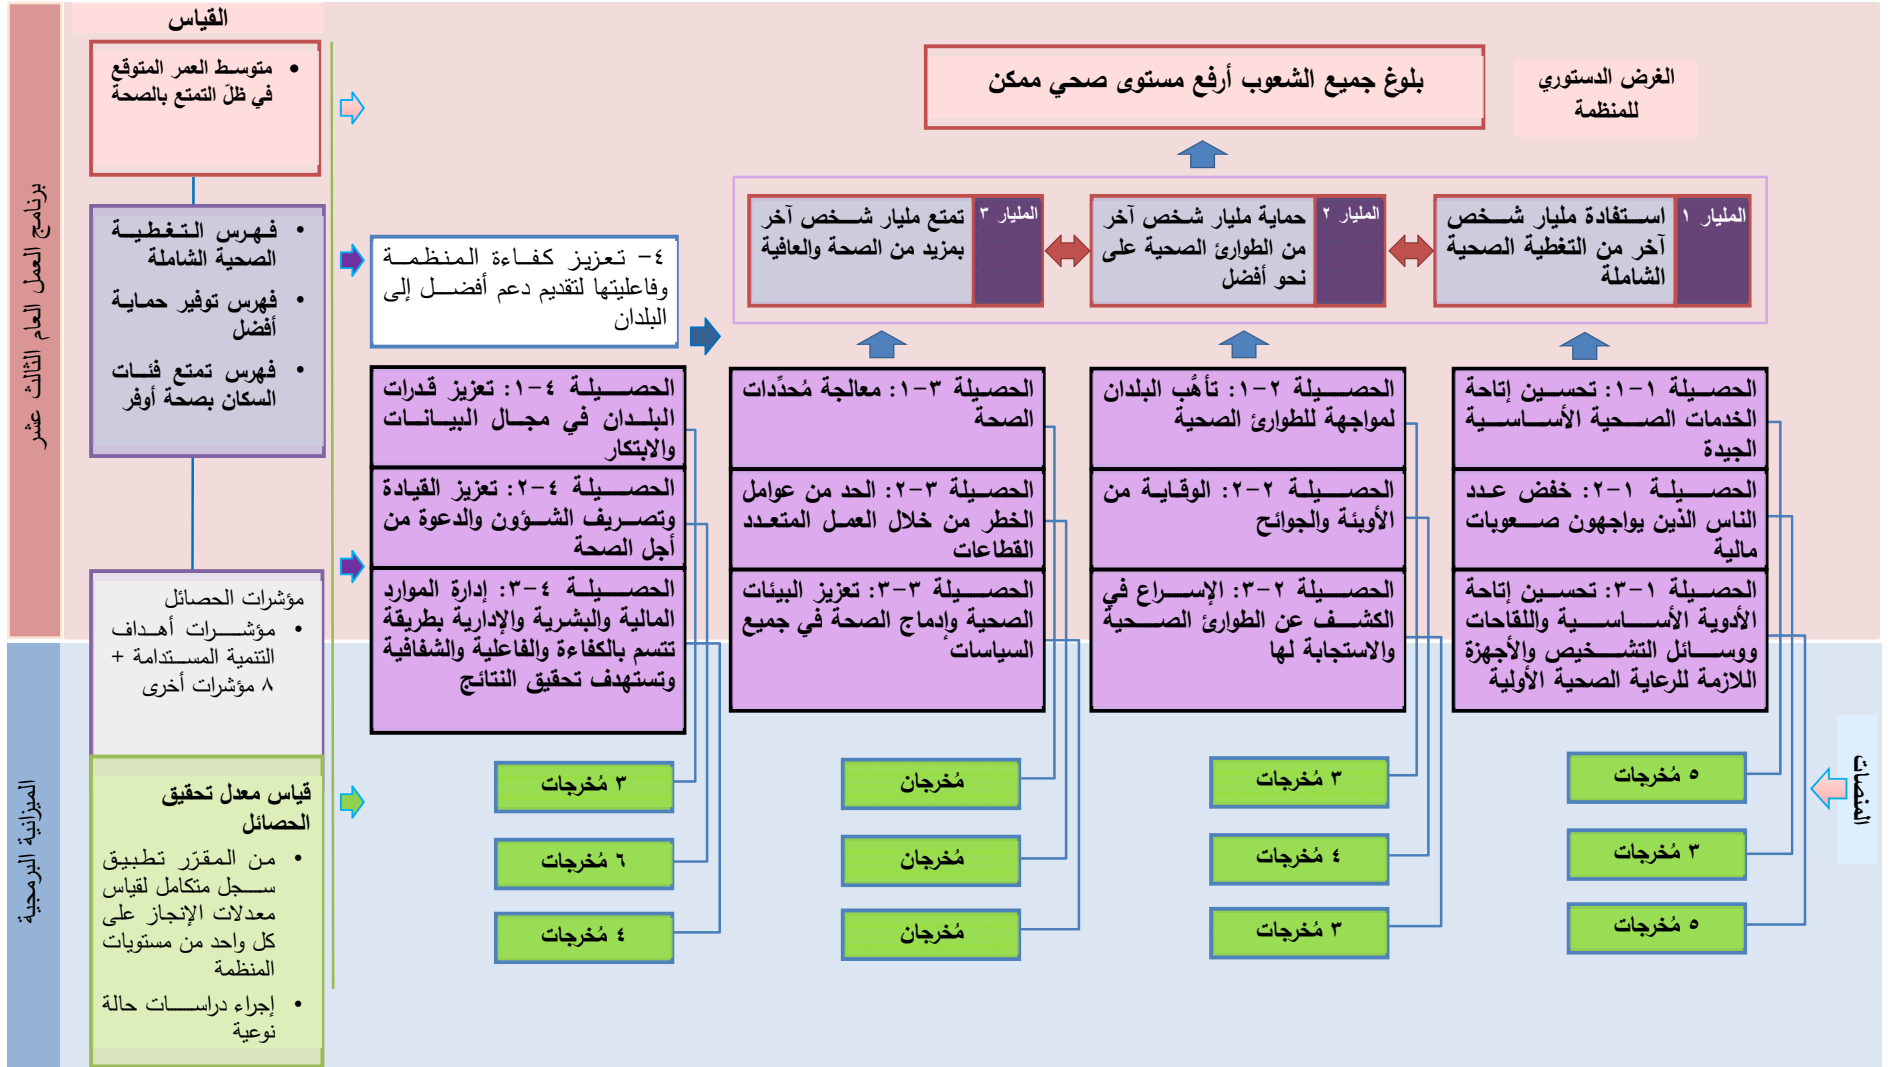 القياس
• متوسط العمر المتوقع
في ظلّ التمتع بالصحة
بلوغ جميع الشعوب أرفع مستوى صحي ممكن
الغرض الدستوري
للمنظمة
برنامج العمل العام الثالث عشر
المليار ١
استفادة مليار شخص
آخر من التغطية الصحية
الشاملة
المليار ٢
حماية مليار شخص آخر
من الطوارئ الصحية على
نحو أفضل
المليار ٣
تمتع مليار شخص آخر
بمزيد من الصحة والعافية
٤- تعزيز كفاءة المنظمة
وفاعليتها لتقديم دعم أفضل إلى
البلدان
• فهرس التغطية
الصحية الشاملة
• فهرس توفير حماية
أفضل
• فهرس تمتع فئات
السكان بصحة أوفر
الحصيلة ١-١: تحسين إتاحة
الخدمات الصحية الأساسية
الجيدة
الحصيلة ١-٢: خفض عدد
الناس الذين يواجهون صعوبات
مالية
الحصيلة ١-٣: تحسين إتاحة
الأدوية الأساسية واللقاحات
ووسائل التشخيص والأجهزة
اللازمة للرعاية الصحية الأولية
الحصيلة ٢-١: تأهُّب البلدان
لمواجهة للطوارئ الصحية
الحصيلة ٢-٢: الوقاية من
الأوبئة والجوائح
الحصيلة ٢-٣: الإسراع في
الكشف عن الطوارئ الصحية
والاستجابة لها
الحصيلة ٣-١: معالجة مُحدِّدات
الصحة
الحصيلة ٣-٢: الحد من عوامل
الخطر من خلال العمل المتعدد
القطاعات
الحصيلة ٣-٣: تعزيز البيئات
الصحية وإدماج الصحة في جميع
السياسات
الحصيلة ٤-١: تعزيز قدرات
البلدان في مجال البيانات
والابتكار
الحصيلة ٤-٢: تعزيز القيادة
وتصريف الشؤون والدعوة من
أجل الصحة
الحصيلة ٤-٣: إدارة الموارد
المالية والبشرية والإدارية بطريقة
تتسم بالكفاءة والفاعلية والشفافية
وتستهدف تحقيق النتائج
مؤشرات الحصائل
• مؤشرات أهداف
التنمية المستدامة +
٨ مؤشرات أخرى
الميزانية البرمجية
المنصات
٥ مُخرجات
٣ مُخرجات
٥ مُخرجات
٣ مُخرجات
٤ مُخرجات
٣ مُخرجات
مُخرجان
مُخرجان
مُخرجان
٣ مُخرجات
٦ مُخرجات
٤ مُخرجات
قياس معدل تحقيق
الحصائل
• من المقرّر تطبيق
سجل متكامل لقياس
معدلات الإنجاز على
كل واحد من مستويات
المنظمة
• إجراء دراسات حالة
نوعية